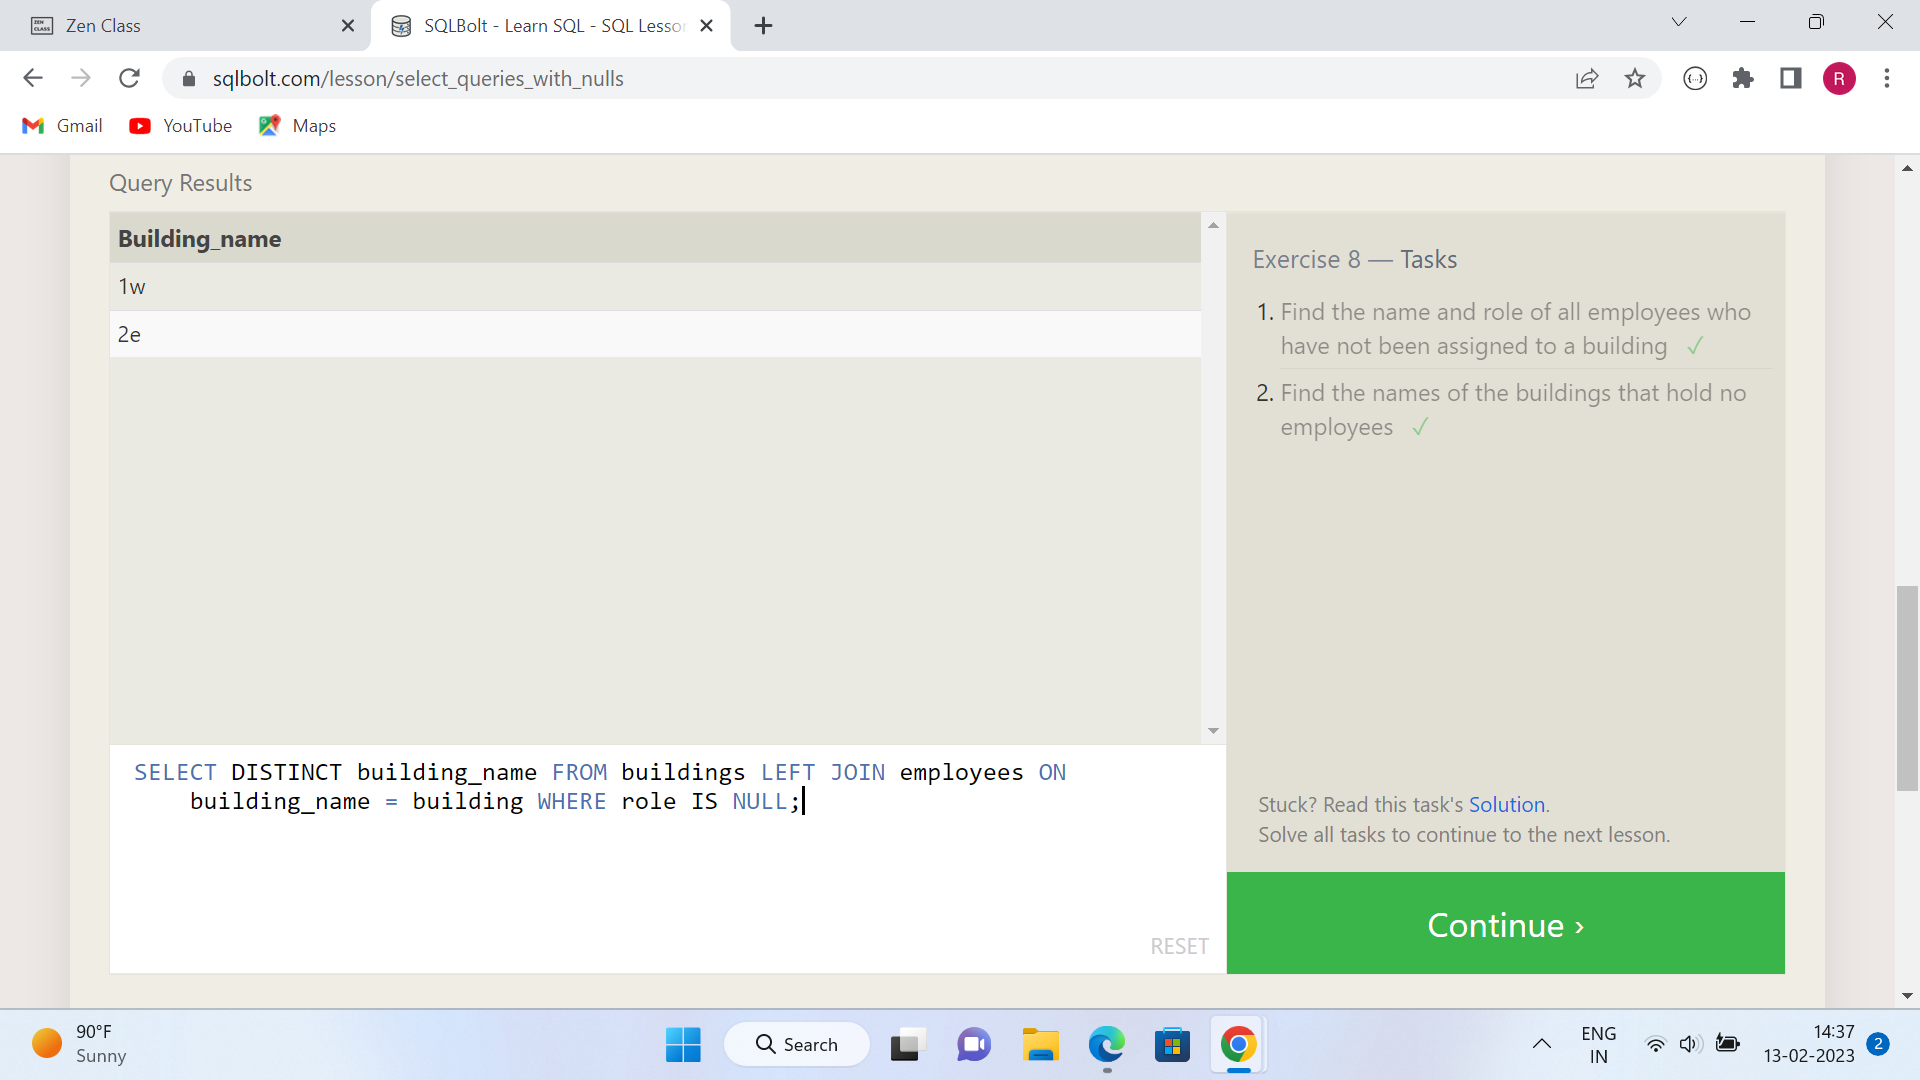 ZEN CLASS Zen Class
SQLBolt - Learn SQL - SQL Lesso
sqlbolt.com/lesson/select_queries_with_nulls
R
Gmail
YouTube
Maps
Query Results
Building_name
1w
2e
Exercise 8 — Tasks
1. Find the name and role of all employees who
have not been assigned to a building ✓
2. Find the names of the buildings that hold no
employees ✓
SELECT DISTINCT building_name FROM buildings LEFT JOIN employees ON
building_name = building WHERE role IS NULL;
RESET
Stuck? Read this task's Solution.
Solve all tasks to continue to the next lesson.
Continue ›
90°F
Sunny
Search
ENG
IN
14:37
13-02-2023
2